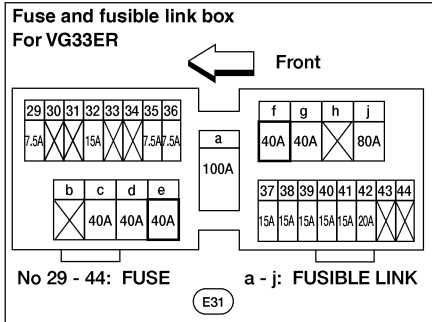 Fuse and fusible link box
For VG33ER
Front
29 30 31 32 33 34 35 36
7.5A 15A 7.5A 7.5A
a
100A
f g h j
40A 40A 80A
b c d e
40A 40A 40A
37 38 39 40 41 42 43 44
15A 15A 15A 15A 15A 20A
No 29 - 44: FUSE
a - j: FUSIBLE LINK
E31